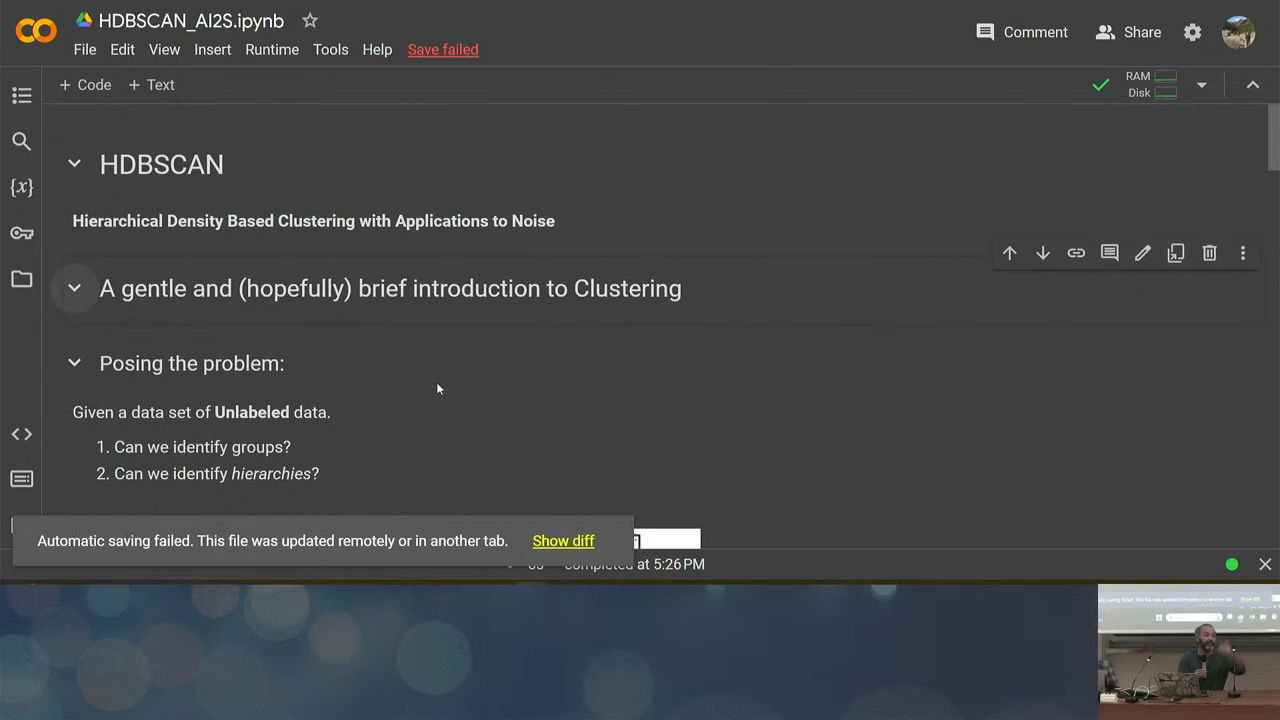 HDBSCAN_AI2S.ipynb
File Edit View Insert Runtime Tools Help Save failed
Comment
Share
+ Code + Text
RAM
Disk
HDBSCAN
Hierarchical Density Based Clustering with Applications to Noise
A gentle and (hopefully) brief introduction to Clustering
Posing the problem:
Given a data set of Unlabeled data.
1. Can we identify groups?
2. Can we identify hierarchies?
Automatic saving failed. This file was updated remotely or in another tab. Show diff
completed at 5:26 PM